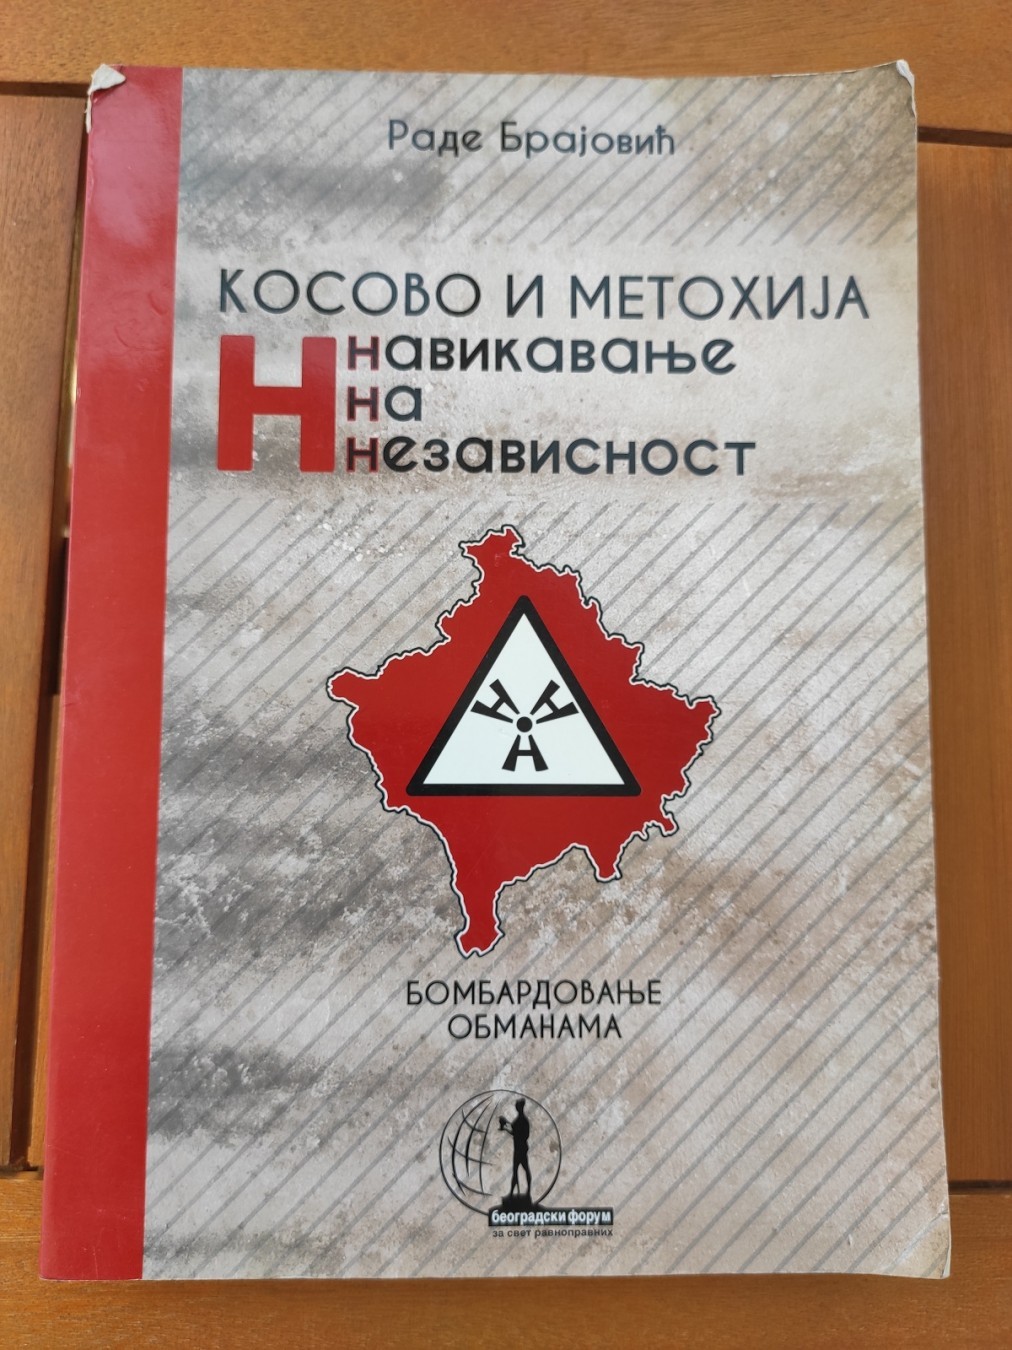 Раде Брајовић
КОСОВО И МЕТОХИЈА
Н
навикавање
на
независност
Н Н
Н
БОМБАРДОВАЊЕ
ОБМАНАМА
београдски форум
за свет равноправних